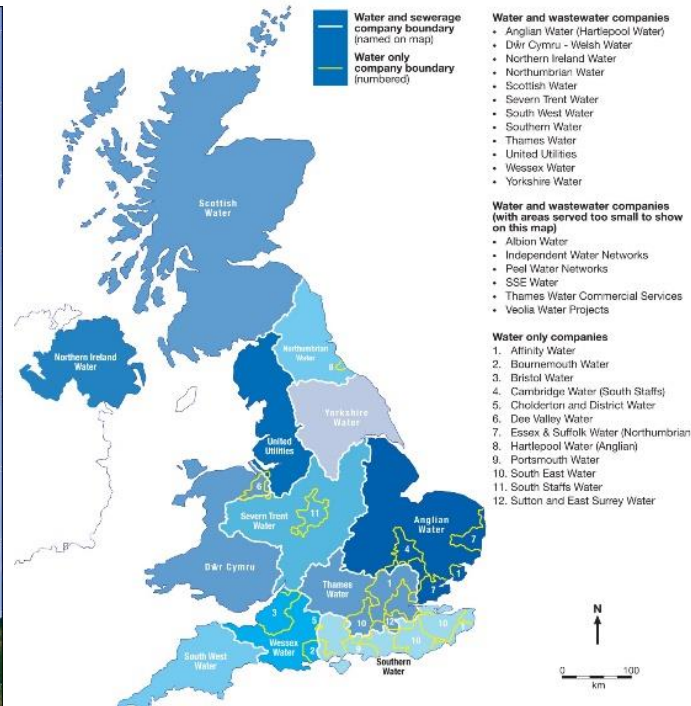 Water and sewerage
company boundary
(named on map)
Water only
company boundary
(numbered)
Water and wastewater companies
• Anglian Water (Hartlepool Water)
• Dŵr Cymru - Welsh Water
• Northern Ireland Water
• Northumbrian Water
• Scottish Water
• Severn Trent Water
• South West Water
• Southern Water
• Thames Water
• United Utilities
• Wessex Water
• Yorkshire Water
Water and wastewater companies
(with areas served too small to show
on this map)
• Albion Water
• Independent Water Networks
• Peel Water Networks
• SSE Water
• Thames Water Commercial Services
• Veolia Water Projects
Water only companies
1. Affinity Water
2. Bournemouth Water
3. Bristol Water
4. Cambridge Water (South Staffs)
5. Cholderton and District Water
6. Dee Valley Water
7. Essex & Suffolk Water (Northumbrian
8. Hartlepool Water (Anglian)
9. Portsmouth Water
10. South East Water
11. South Staffs Water
12. Sutton and East Surrey Water
Scottish
Water
Northern Ireland
Water
Northumbrian
Water
8
Yorkshire
Water
United
Utilities
6
Severn Trent
Water
11
Anglian
Water
7
4
Dŵr Cymru
1
7
Thames
Water
1
3
5
10
12
10
10
Wessex
Water
2
9
South West
Water
Southern
Water
N
0 100
km